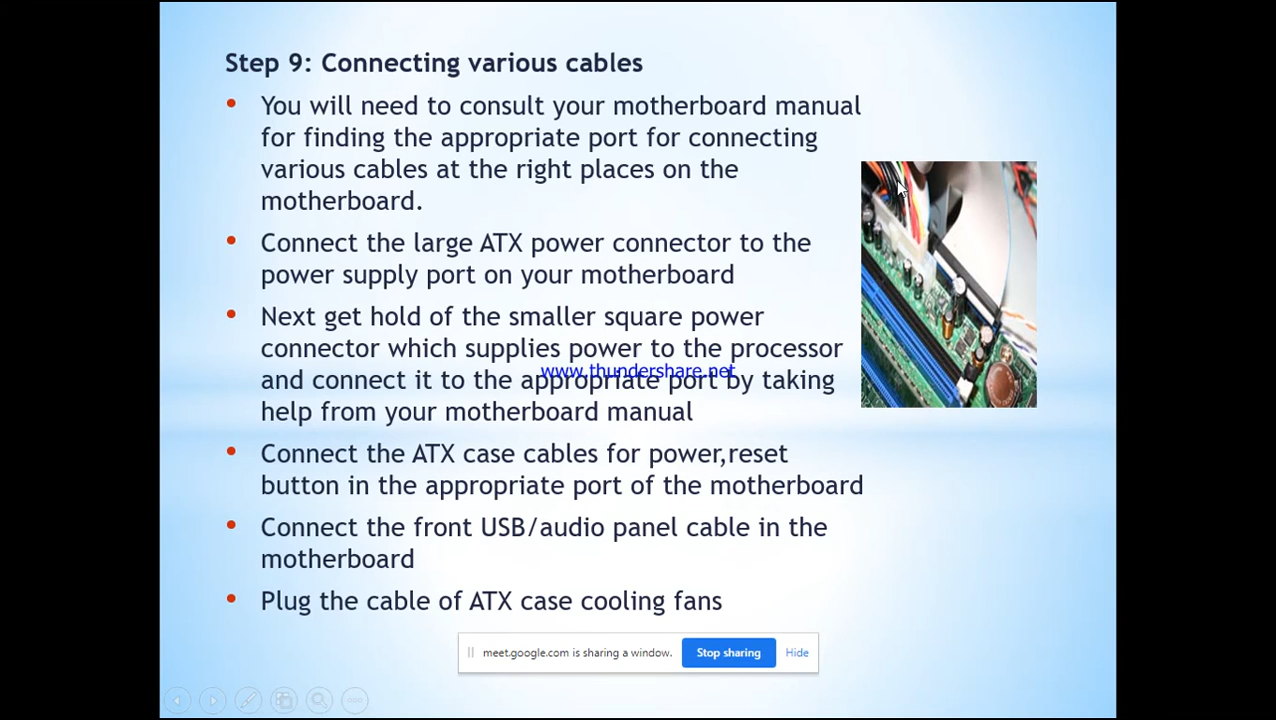 Step 9: Connecting various cables
• You will need to consult your motherboard manual
for finding the appropriate port for connecting
various cables at the right places on the
motherboard.
• Connect the large ATX power connector to the
power supply port on your motherboard
• Next get hold of the smaller square power
connector which supplies power to the processor
www.thundershare.net
and connect it to the appropriate port by taking
help from your motherboard manual
• Connect the ATX case cables for power,reset
button in the appropriate port of the motherboard
• Connect the front USB/audio panel cable in the
motherboard
• Plug the cable of ATX case cooling fans
meet.google.com is sharing a window. Stop sharing Hide